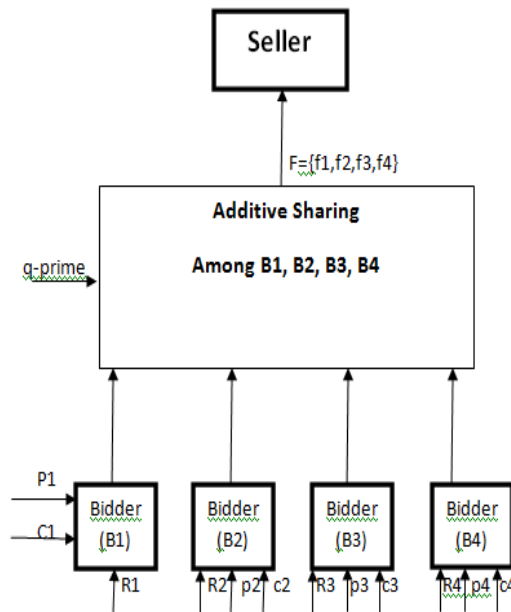 Seller
F={f1,f2,f3,f4}
Additive Sharing
Among B1, B2, B3, B4
q-prime
P1
C1
Bidder
(B1)
Bidder
(B2)
Bidder
(B3)
Bidder
(B4)
R1
R2 p2 c2
R3 p3 c3
R4 p4 c4